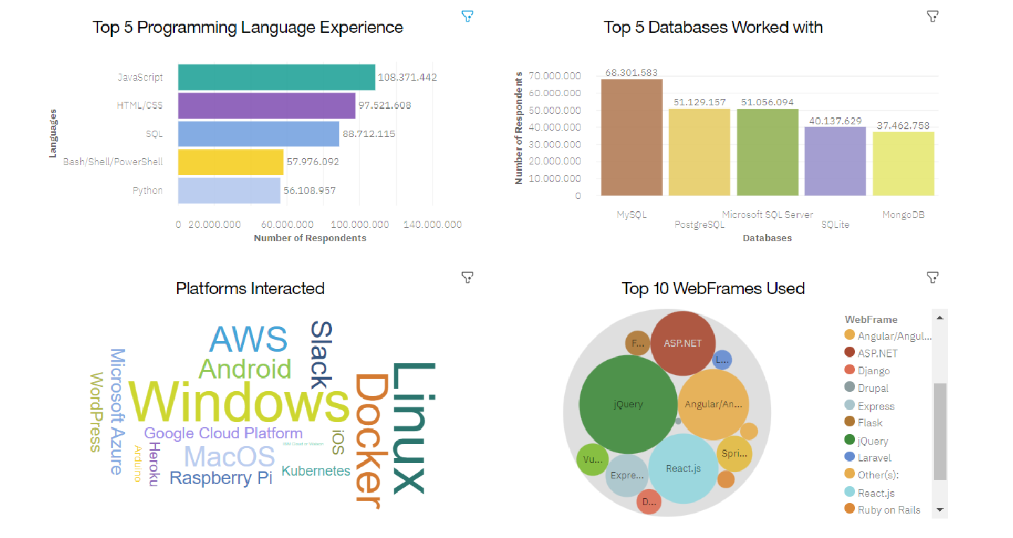 Top 5 Programming Language Experience
Languages
JavaScript
108.371.442
HTML/CSS
97.521.608
SQL
88.712.115
Bash/Shell/PowerShell
57.976.092
Python
56.108.957
0 20.000.000 60.000.000 100.000.000 140.000.000
Number of Respondents
Top 5 Databases Worked with
Number of Respondents
70.000.000
60.000.000
50.000.000
40.000.000
30.000.000
20.000.000
10.000.000
0
68.301.583
51.129.157
51.056.094
40.137.629
37.462.758
MySQL
PostgreSQL
Microsoft SQL Server
SQLite
MongoDB
Databases
Platforms Interacted
AWS
Slack
Android
Microsoft Azure
WordPress
Windows
Docker
Linux
Google Cloud Platform
iOS
Arduino
Heroku
MacOS
Kubernetes
Raspberry Pi
Top 10 WebFrames Used
F...
ASP.NET
L...
jQuery
Angular/An...
Spri...
Vu...
Expre...
React.js
D...
WebFrame
Angular/Angul...
ASP.NET
Django
Drupal
Express
Flask
jQuery
Laravel
Other(s):
React.js
Ruby on Rails